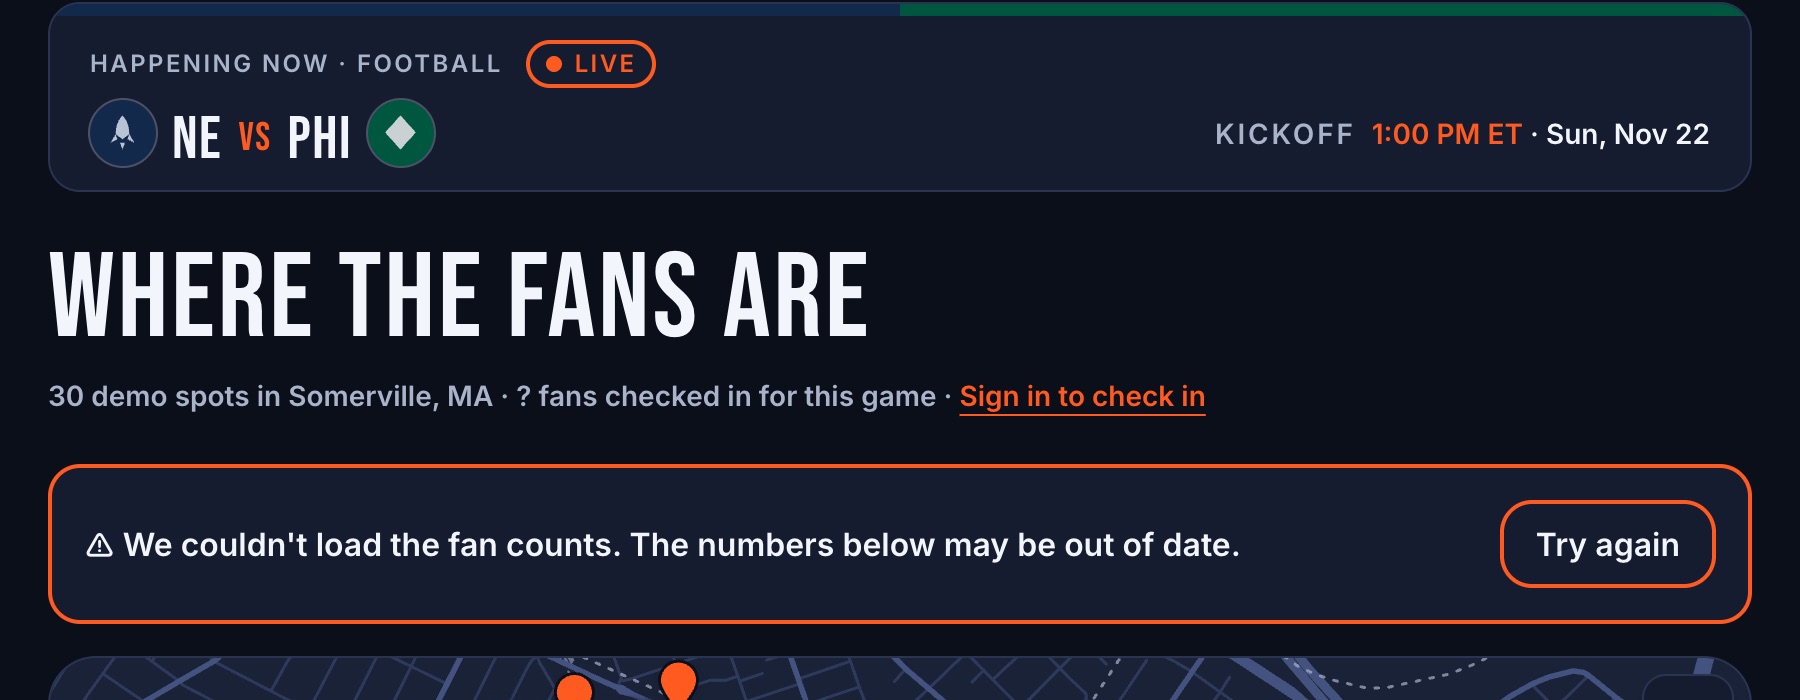 HAPPENING NOW · FOOTBALL LIVE
NE VS PHI
KICKOFF 1:00 PM ET · Sun, Nov 22
WHERE THE FANS ARE
30 demo spots in Somerville, MA · ? fans checked in for this game · Sign in to check in
We couldn't load the fan counts. The numbers below may be out of date.
Try again